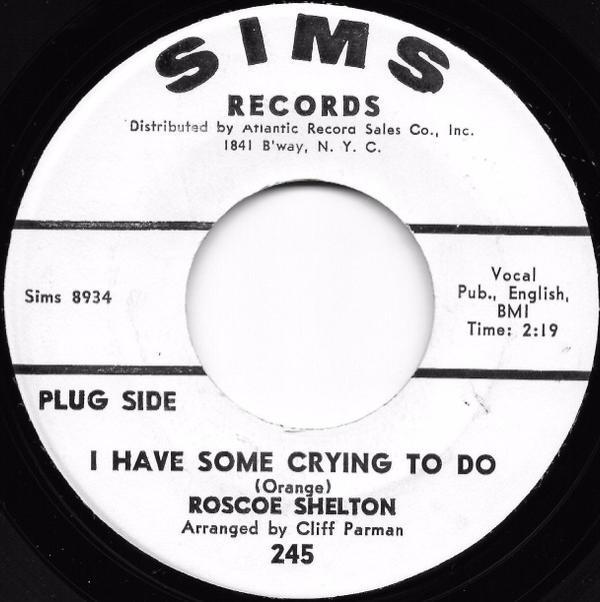 SIMS
RECORDS
Distributed by Atlantic Record Sales Co., Inc.
1841 B'way, N. Y. C.
Sims 8934
Vocal
Pub., English,
BMI
Time: 2:19
PLUG SIDE
I HAVE SOME CRYING TO DO
(Orange)
ROSCOE SHELTON
Arranged by Cliff Parman
245